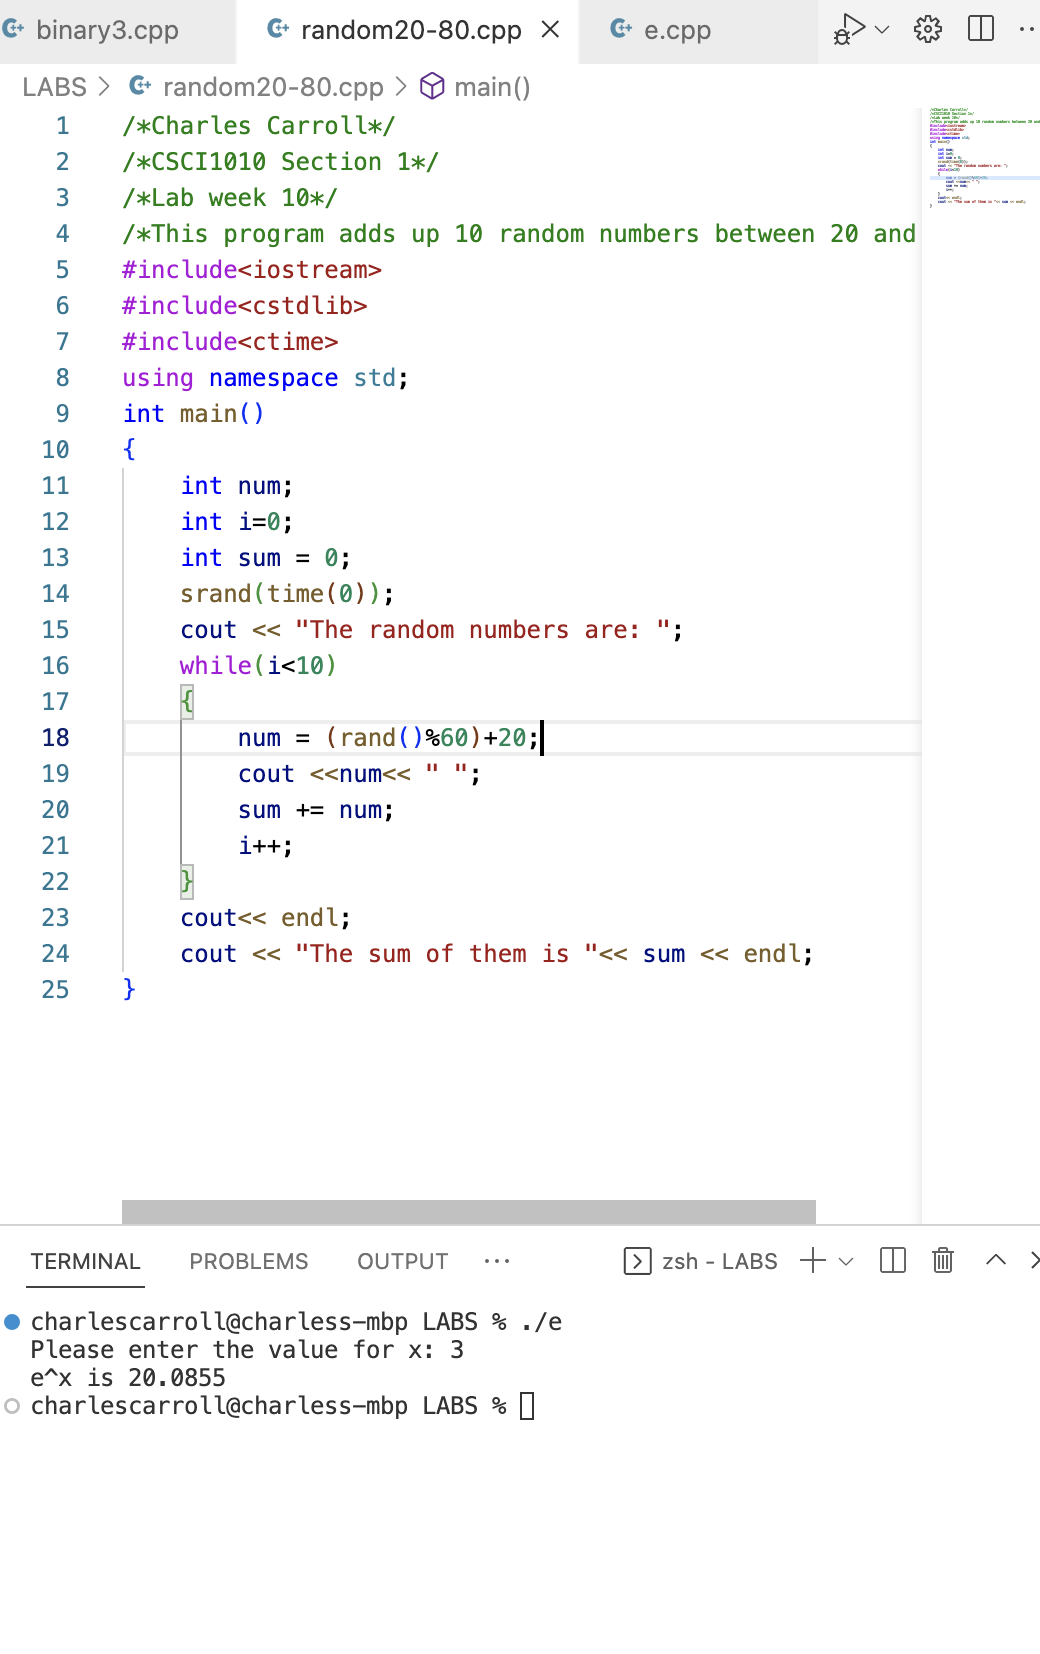 binary3.cpp random20-80.cpp e.cpp
LABS > random20-80.cpp > main()
1 /*Charles Carroll*/
2 /*CSCI1010 Section 1*/
3 /*Lab week 10*/
4 /*This program adds up 10 random numbers between 20 and
5 #include<iostream>
6 #include<cstdlib>
7 #include<ctime>
8 using namespace std;
9 int main()
10 {
11     int num;
12     int i=0;
13     int sum = 0;
14     srand(time(0));
15     cout << "The random numbers are: ";
16     while(i<10)
17     {
18         num = (rand()%60)+20;
19         cout <<num<< " ";
20         sum += num;
21         i++;
22     }
23     cout<< endl;
24     cout << "The sum of them is "<< sum << endl;
25 }
TERMINAL PROBLEMS OUTPUT ··· zsh - LABS
charlescarroll@charless-mbp LABS % ./e
Please enter the value for x: 3
e^x is 20.0855
charlescarroll@charless-mbp LABS %